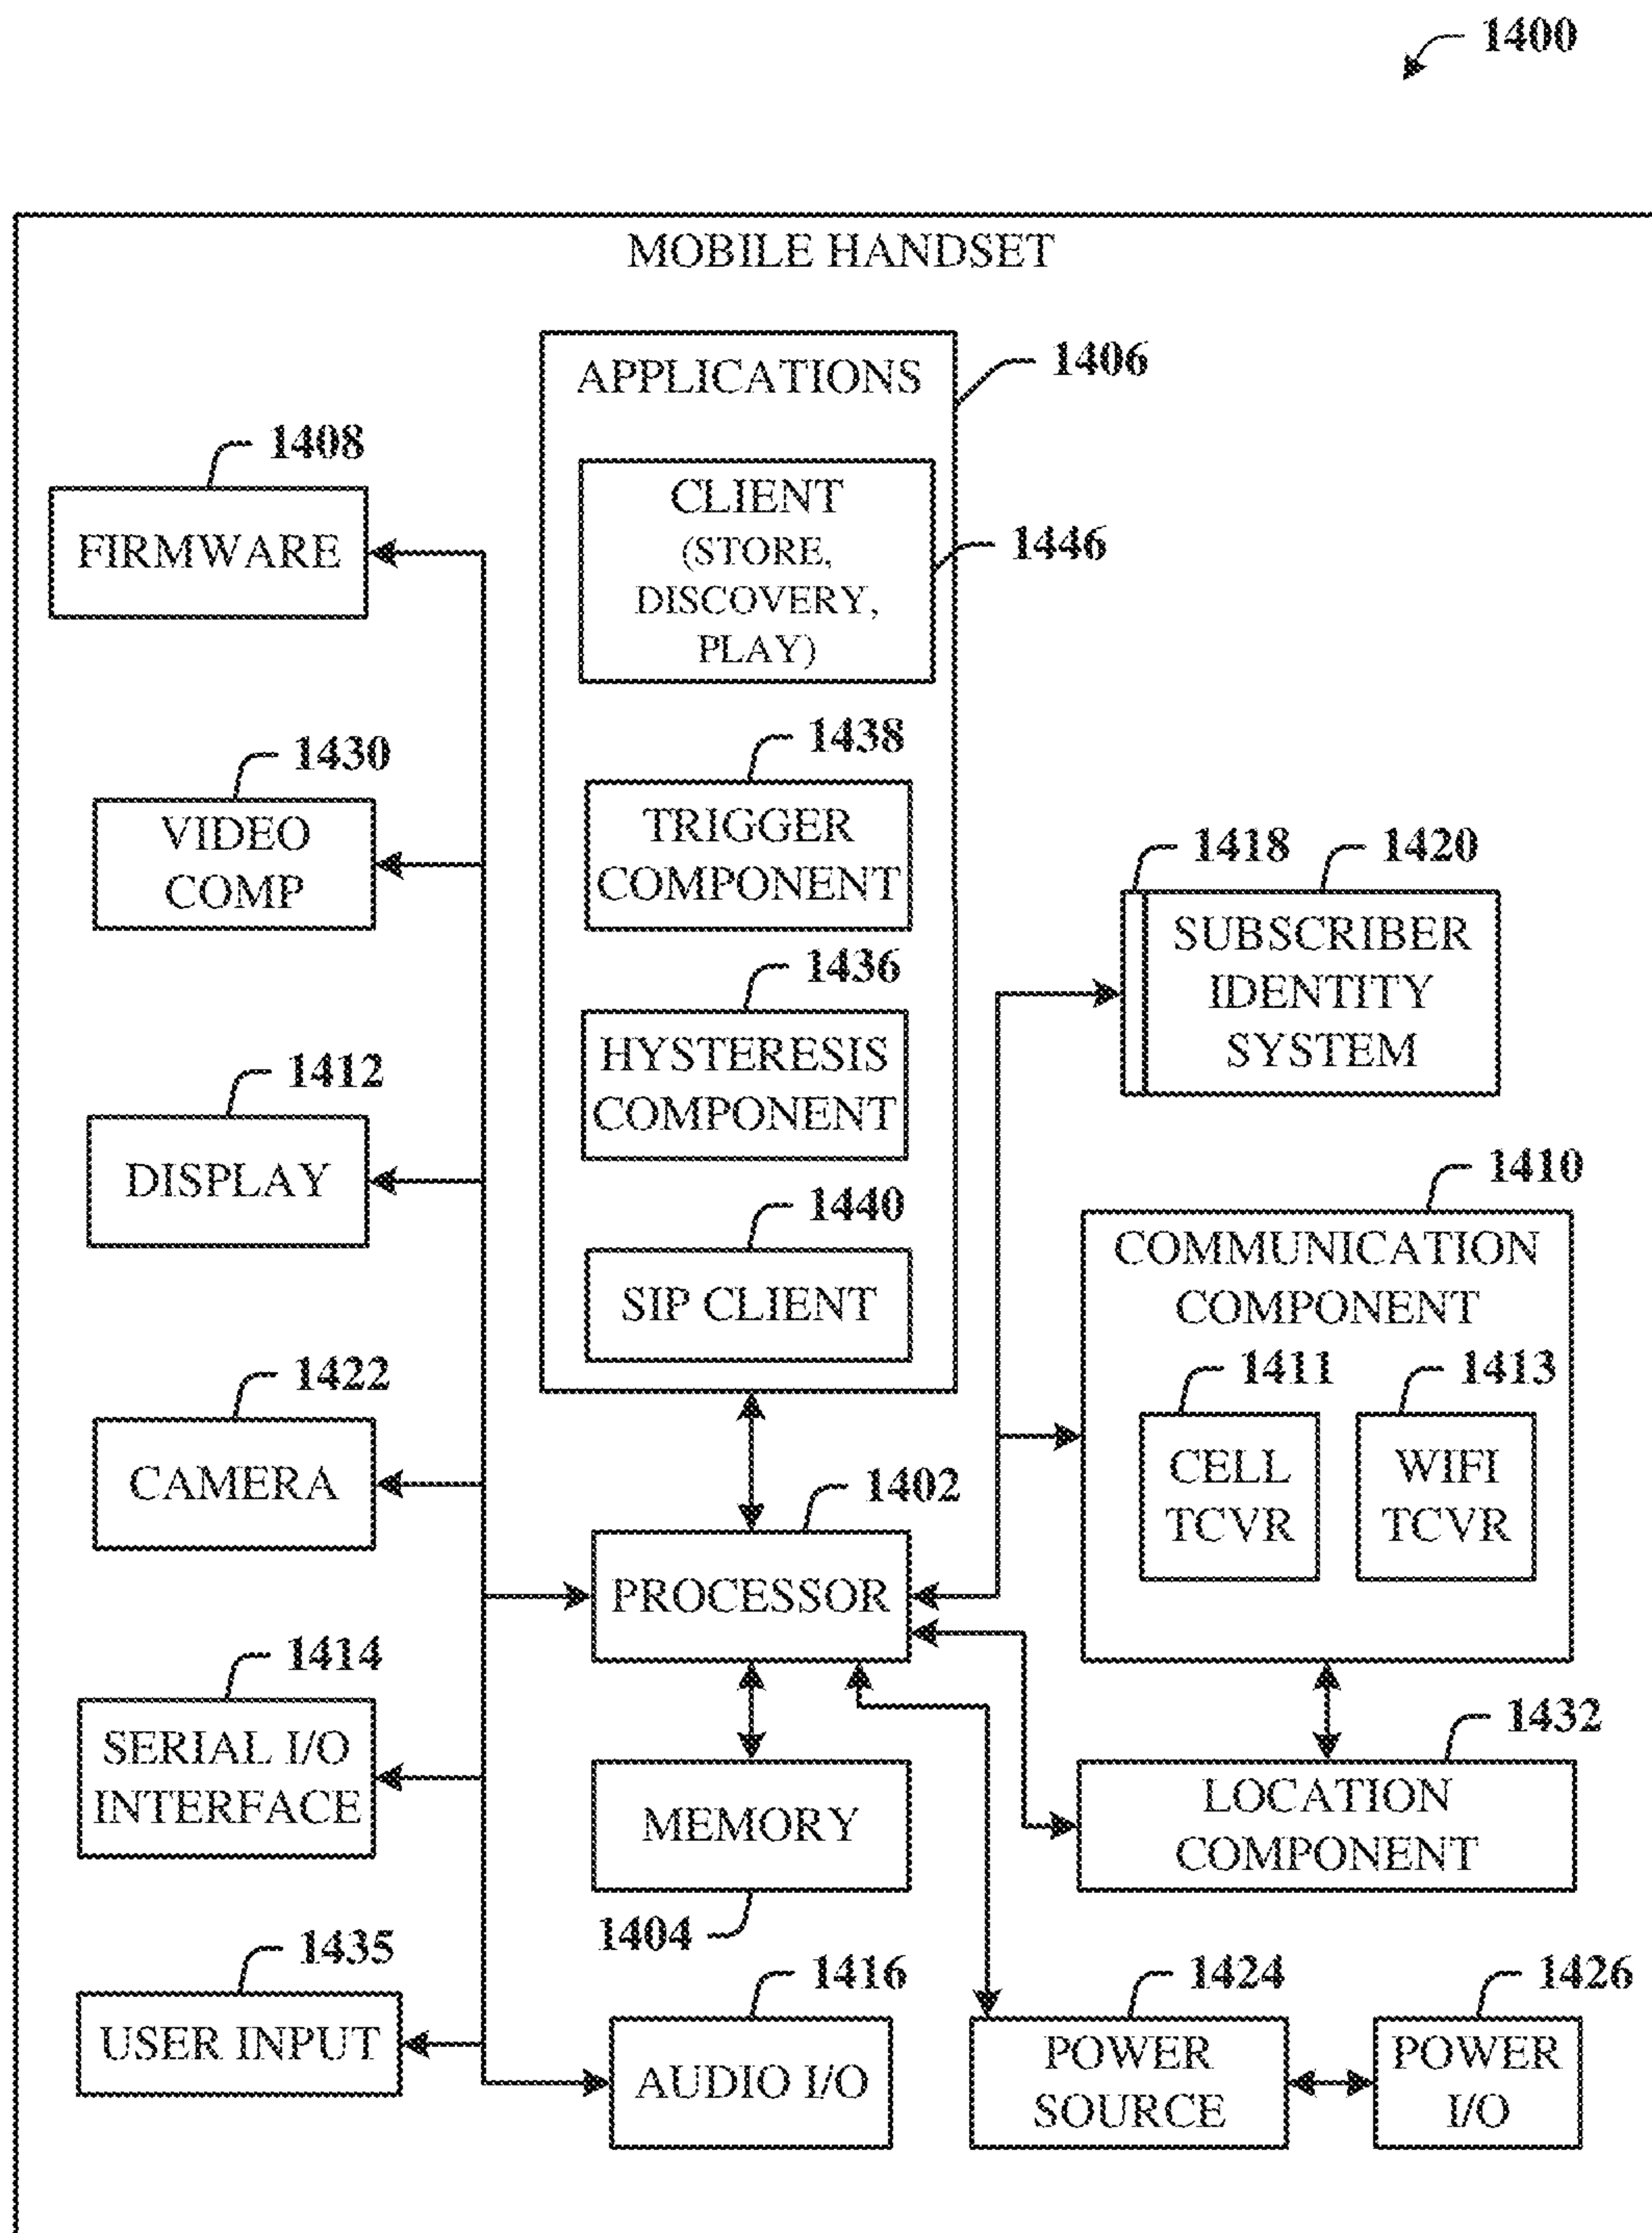 1400
MOBILE HANDSET
APPLICATIONS
1406
1408
FIRMWARE
CLIENT
(STORE,
DISCOVERY,
PLAY)
1446
1430
VIDEO
COMP
1438
TRIGGER
COMPONENT
1418
1420
SUBSCRIBER
IDENTITY
SYSTEM
1436
HYSTERESIS
COMPONENT
1412
DISPLAY
1440
SIP CLIENT
1410
COMMUNICATION
COMPONENT
1411
CELL
TCVR
1413
WIFI
TCVR
1422
CAMERA
1402
PROCESSOR
1414
SERIAL I/O
INTERFACE
MEMORY
1404
1432
LOCATION
COMPONENT
1435
USER INPUT
1416
AUDIO I/O
1424
POWER
SOURCE
1426
POWER
I/O